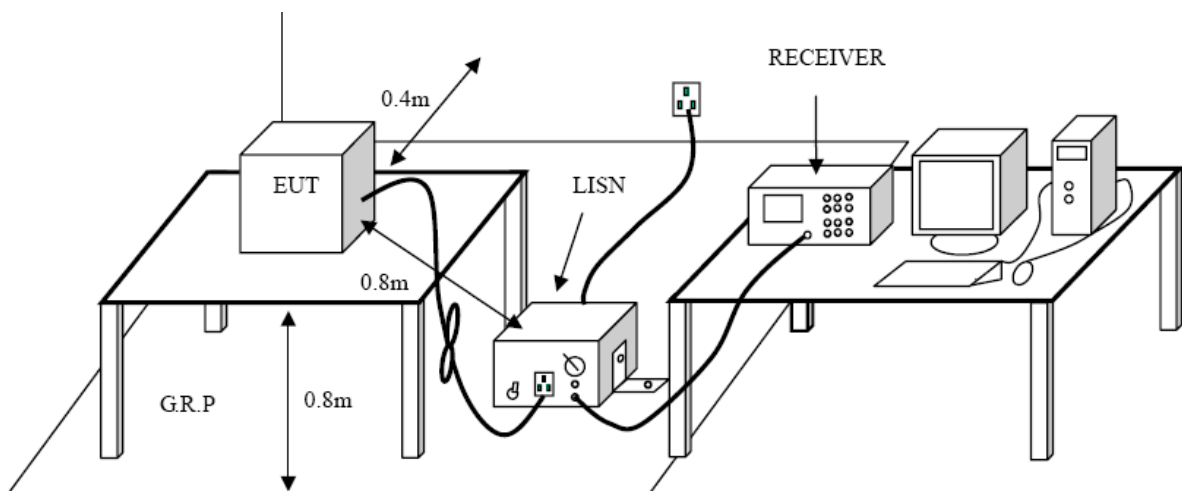 RECEIVER
0.4m
EUT
LISN
0.8m
G.R.P
0.8m